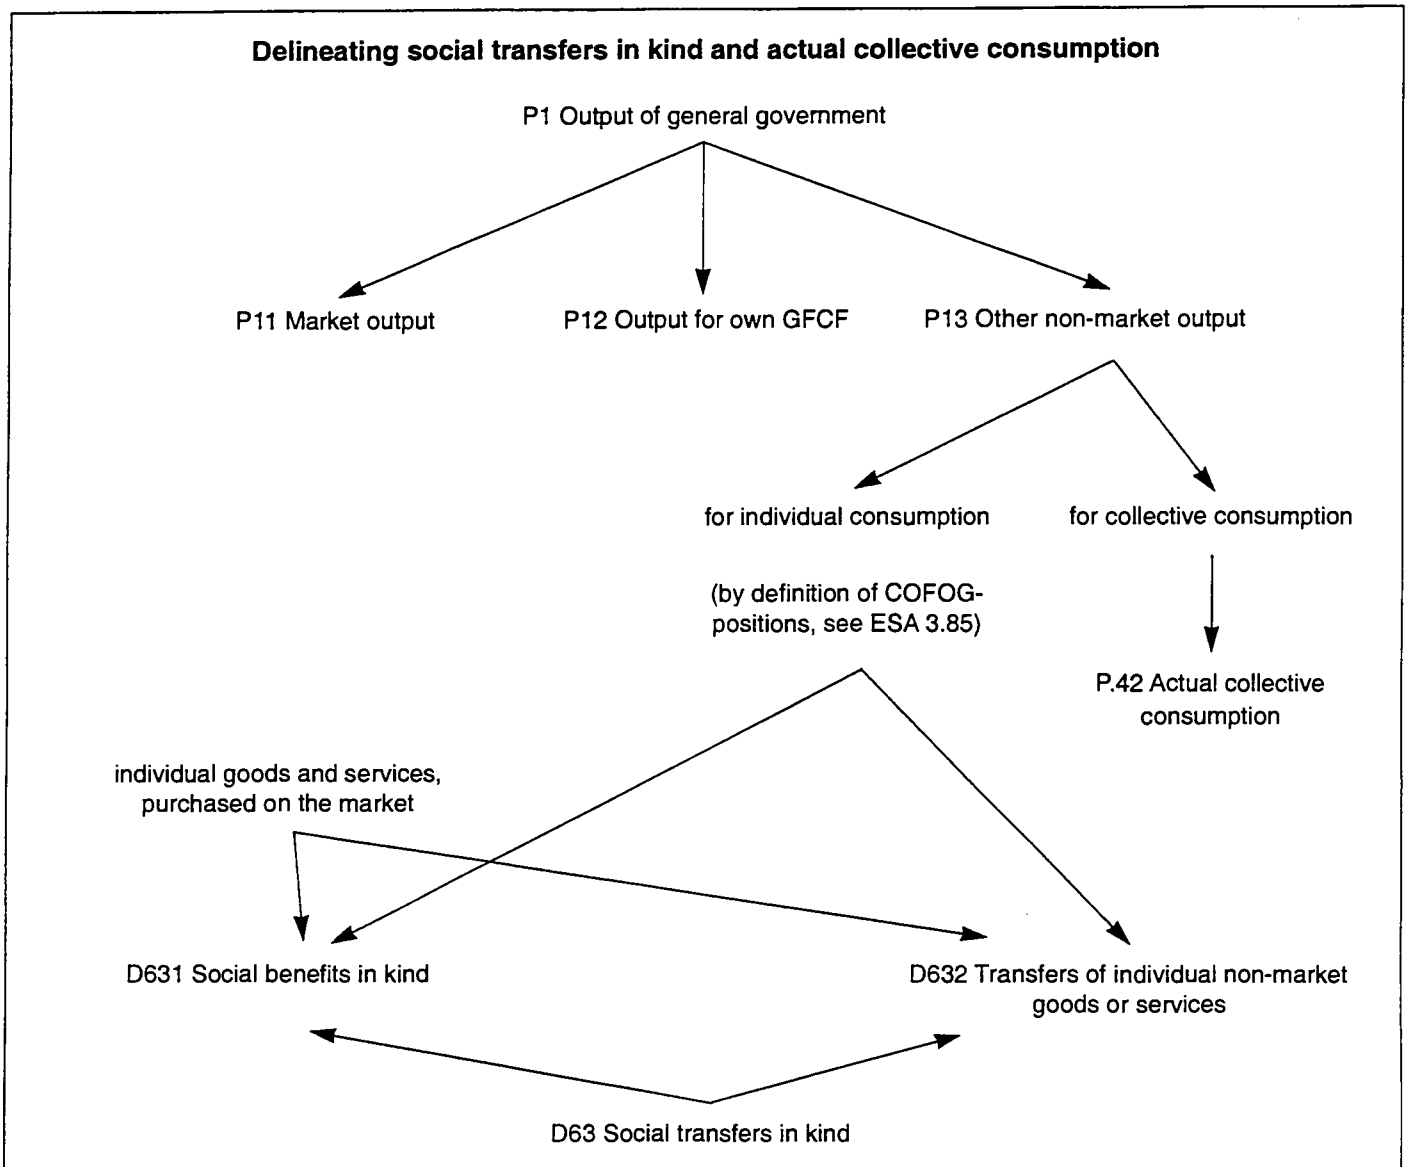 Delineating social transfers in kind and actual collective consumption
P1 Output of general government
P11 Market output
P12 Output for own GFCF
P13 Other non-market output
for individual consumption
for collective consumption
(by definition of COFOG-
positions, see ESA 3.85)
P.42 Actual collective
consumption
individual goods and services,
purchased on the market
D631 Social benefits in kind
D632 Transfers of individual non-market
goods or services
D63 Social transfers in kind